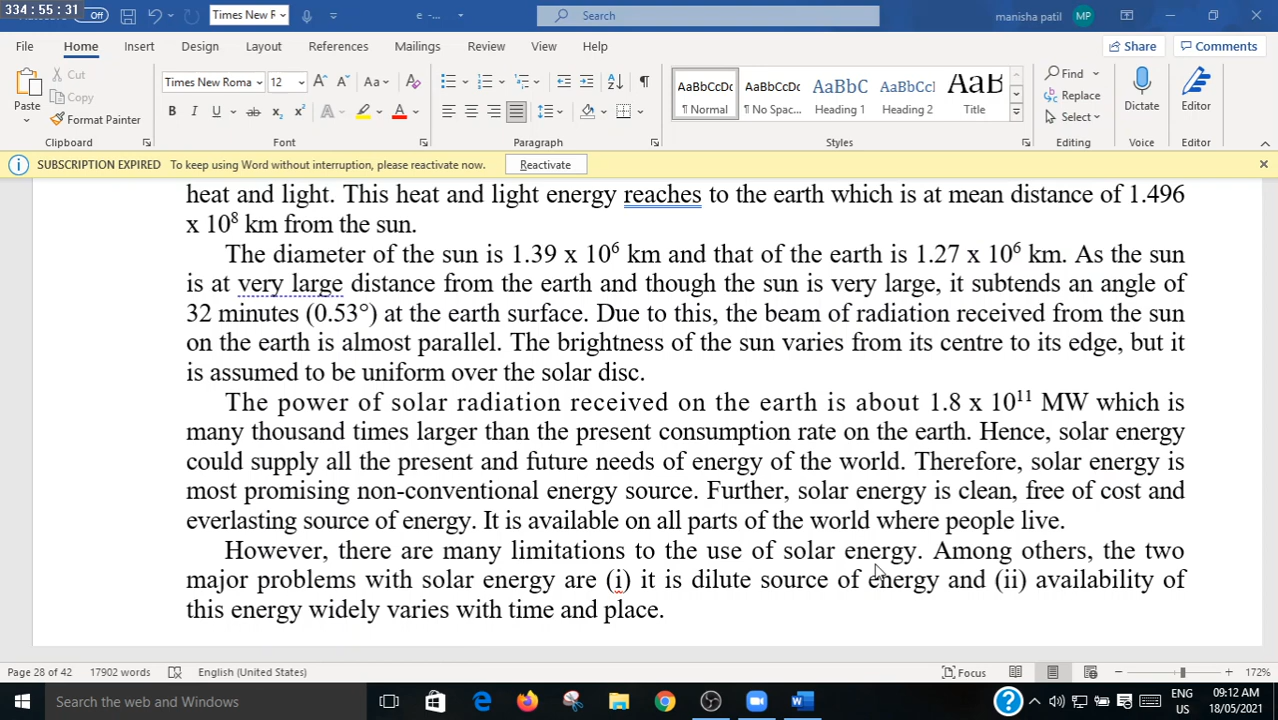 334:55:31
Off
Times New R
e -...
Search
manisha patil
MP
File
Home
Insert
Design
Layout
References
Mailings
Review
View
Help
Share
Comments
Paste
Cut
Copy
Format Painter
Clipboard
Times New Roma
12
Font
Paragraph
AaBbCcDc
¶ Normal
AaBbCcDc
¶ No Spac...
AaBbC
Heading 1
AaBbCcl
Heading 2
AaB
Title
Styles
Find
Replace
Select
Editing
Dictate
Voice
Editor
Editor
SUBSCRIPTION EXPIRED To keep using Word without interruption, please reactivate now. Reactivate
heat and light. This heat and light energy reaches to the earth which is at mean distance of 1.496
x 10⁸ km from the sun.
The diameter of the sun is 1.39 x 10⁶ km and that of the earth is 1.27 x 10⁶ km. As the sun
is at very large distance from the earth and though the sun is very large, it subtends an angle of
32 minutes (0.53°) at the earth surface. Due to this, the beam of radiation received from the sun
on the earth is almost parallel. The brightness of the sun varies from its centre to its edge, but it
is assumed to be uniform over the solar disc.
The power of solar radiation received on the earth is about 1.8 x 10¹¹ MW which is
many thousand times larger than the present consumption rate on the earth. Hence, solar energy
could supply all the present and future needs of energy of the world. Therefore, solar energy is
most promising non-conventional energy source. Further, solar energy is clean, free of cost and
everlasting source of energy. It is available on all parts of the world where people live.
However, there are many limitations to the use of solar energy. Among others, the two
major problems with solar energy are (i) it is dilute source of energy and (ii) availability of
this energy widely varies with time and place.
Page 28 of 42
17902 words
English (United States)
Focus
172%
Search the web and Windows
ENG
US
09:12 AM
18/05/2021